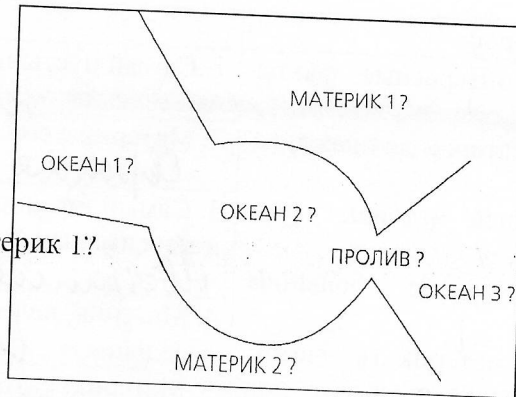 МАТЕРИК 1?
ОКЕАН 1?
ОКЕАН 2?
ерик 1?
ПРОЛИВ ?
ОКЕАН 3?
МАТЕРИК 2?